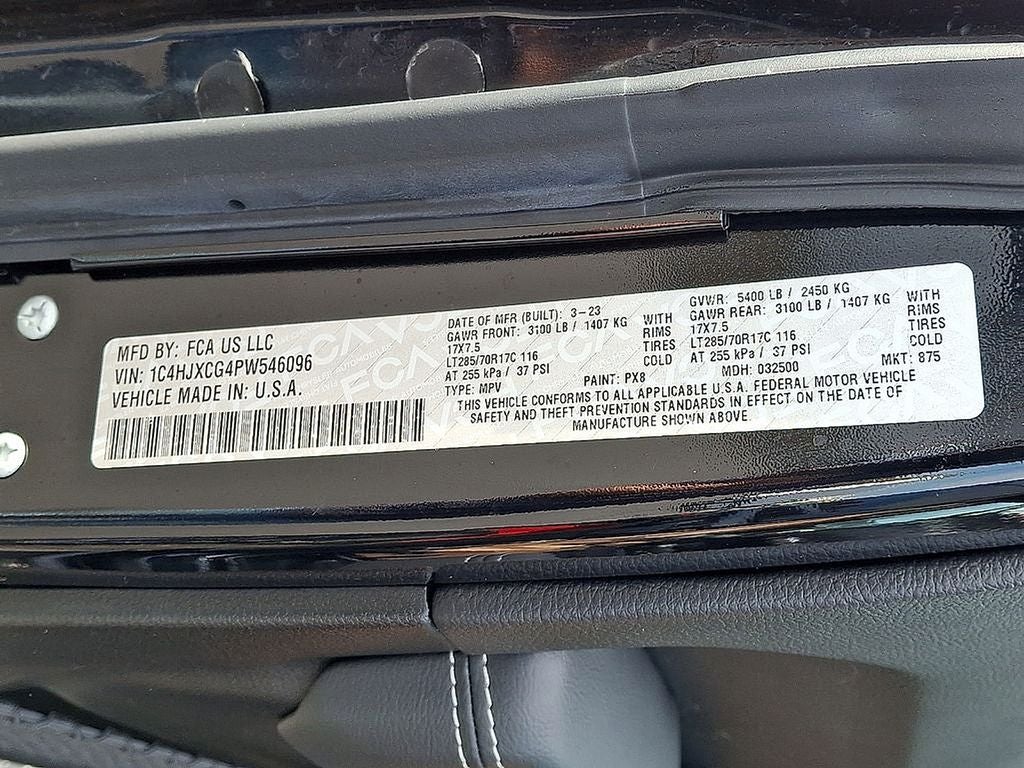 MFD BY: FCA US LLC
VIN: 1C4HJXCG4PW546096
VEHICLE MADE IN: U.S.A.
DATE OF MFR (BUILT): 3-23
GAWR FRONT: 3100 LB / 1407 KG WITH
17X7.5 RIMS
LT285/70R17C 116 TIRES
AT 255 kPa / 37 PSI COLD
TYPE: MPV
GVWR: 5400 LB / 2450 KG
GAWR REAR: 3100 LB / 1407 KG WITH
17X7.5 RIMS
LT285/70R17C 116 TIRES
AT 255 kPa / 37 PSI COLD
PAINT: PX8 MDH: 032500 MKT: 875
THIS VEHICLE CONFORMS TO ALL APPLICABLE U.S.A. FEDERAL MOTOR VEHICLE
SAFETY AND THEFT PREVENTION STANDARDS IN EFFECT ON THE DATE OF
MANUFACTURE SHOWN ABOVE.